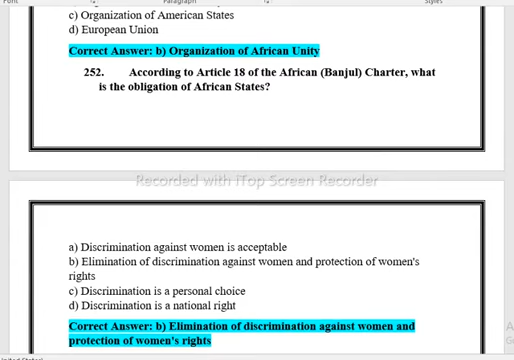 Font
Paragraph
Styles
c) Organization of American States
d) European Union
Correct Answer: b) Organization of African Unity
252. According to Article 18 of the African (Banjul) Charter, what
is the obligation of African States?
Recorded with iTop Screen Recorder
a) Discrimination against women is acceptable
b) Elimination of discrimination against women and protection of women's
rights
c) Discrimination is a personal choice
d) Discrimination is a national right
Correct Answer: b) Elimination of discrimination against women and
protection of women's rights